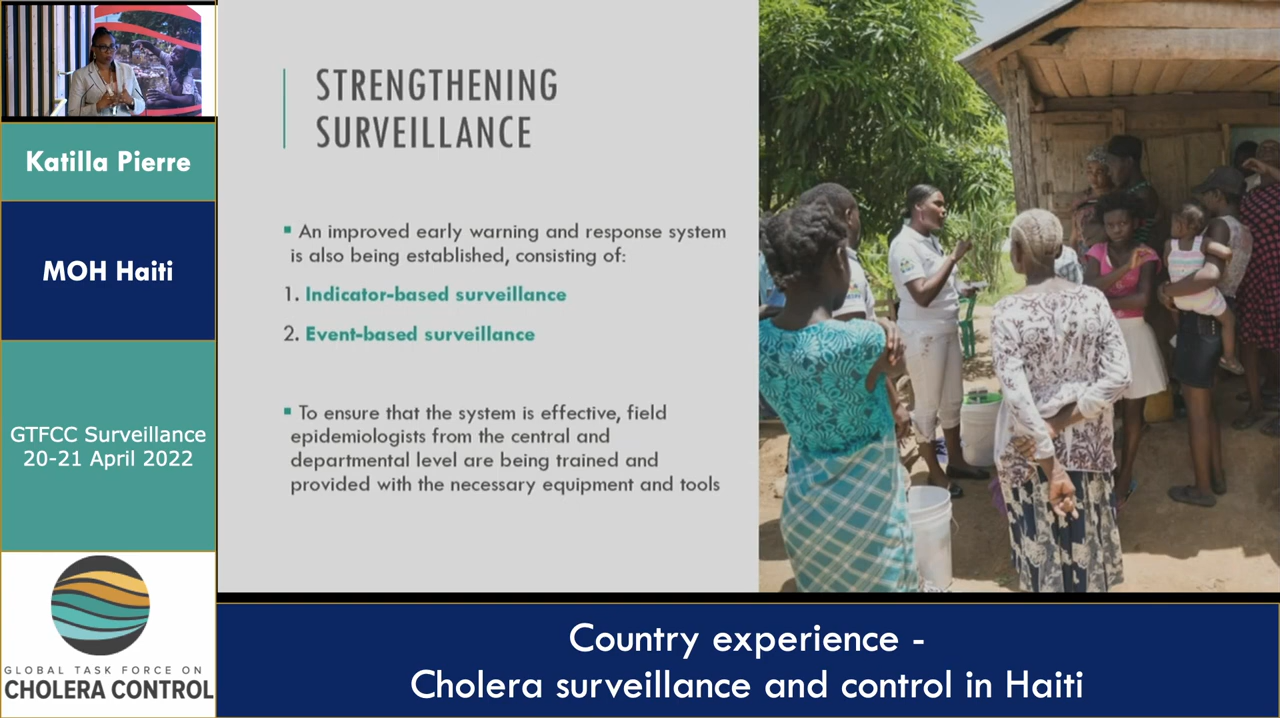 Katilla Pierre
MOH Haiti
GTFCC Surveillance
20-21 April 2022
GLOBAL TASK FORCE ON
CHOLERA CONTROL
STRENGTHENING
SURVEILLANCE
▪ An improved early warning and response system
is also being established, consisting of:
1. Indicator-based surveillance
2. Event-based surveillance
▪ To ensure that the system is effective, field
epidemiologists from the central and
departmental level are being trained and
provided with the necessary equipment and tools
Country experience -
Cholera surveillance and control in Haiti